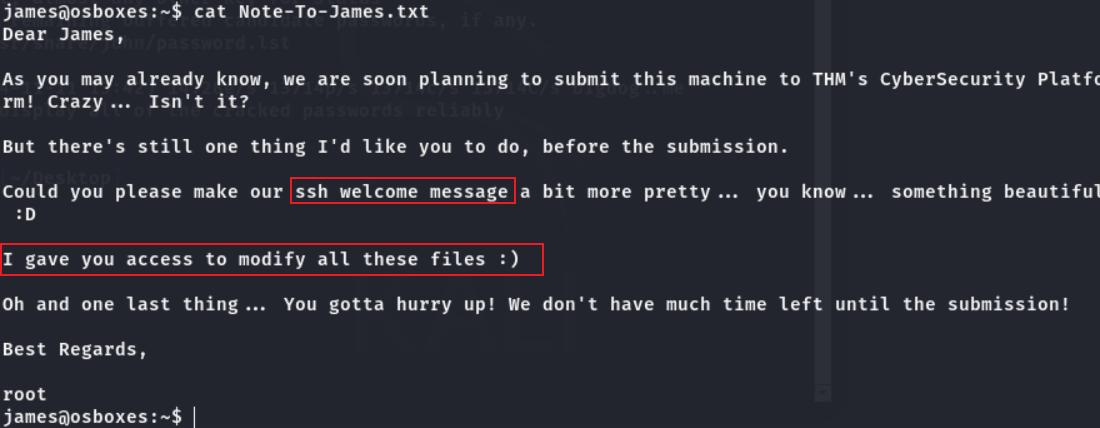 james@osboxes:~$ cat Note-To-James.txt
Dear James,
As you may already know, we are soon planning to submit this machine to THM's CyberSecurity Platfo
rm! Crazy... Isn't it?
But there's still one thing I'd like you to do, before the submission.
Could you please make our ssh welcome message a bit more pretty... you know... something beautiful
:D
I gave you access to modify all these files :)
Oh and one last thing... You gotta hurry up! We don't have much time left until the submission!
Best Regards,
root
james@osboxes:~$